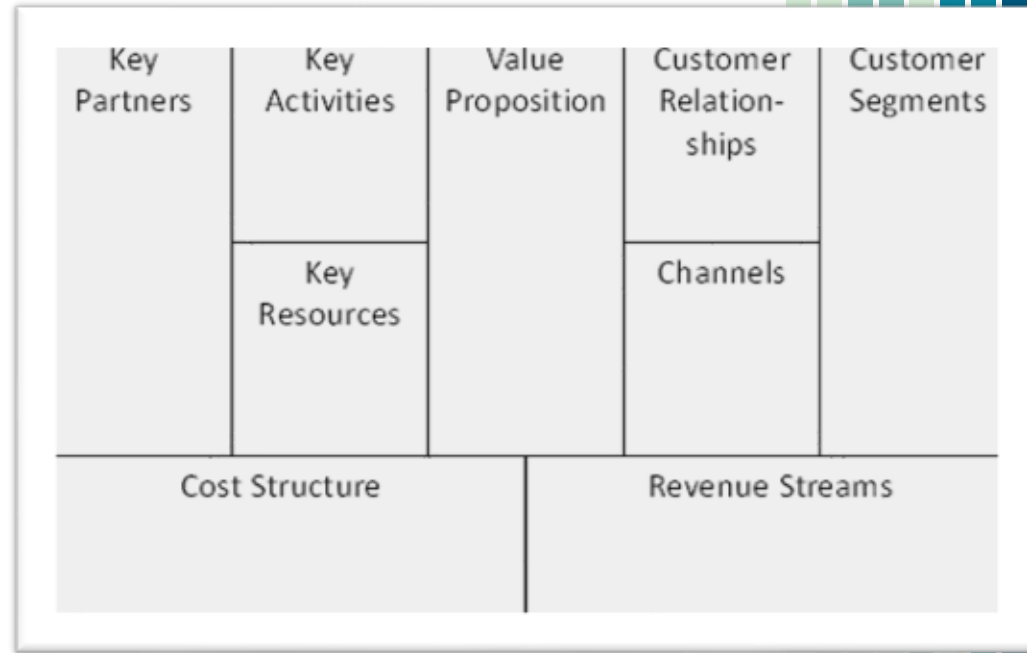 Key
Partners
Key
Activities
Value
Proposition
Customer
Relation-
ships
Customer
Segments
Key
Resources
Channels
Cost Structure
Revenue Streams